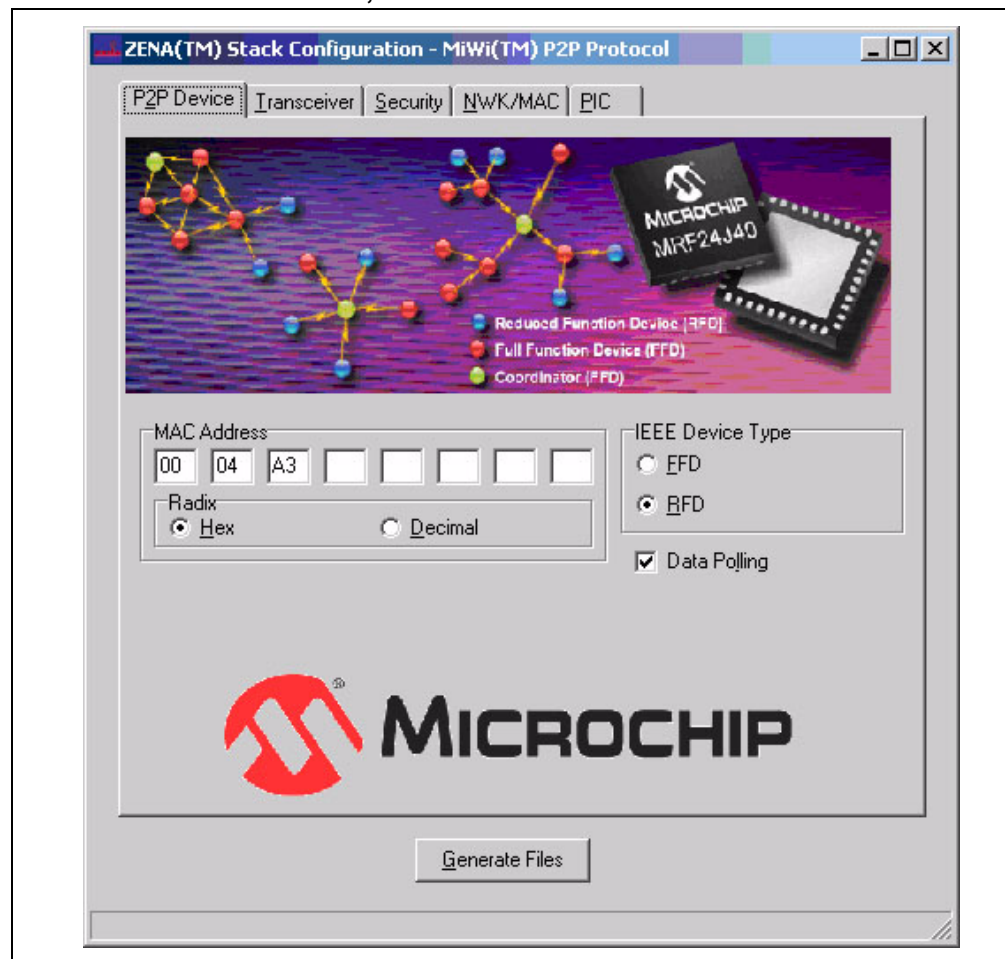 ZENA(TM) Stack Configuration - MiWi(TM) P2P Protocol
P2P Device Transceiver Security NWK/MAC PIC
MICROCHIP
MRF24J40
Reduced Function Device (RFD)
Full Function Device (FFD)
Coordinator (FFD)
MAC Address
00 04 A3
Radix
Hex Decimal
IEEE Device Type
FFD
RFD
Data Polling
MICROCHIP
®
Generate Files